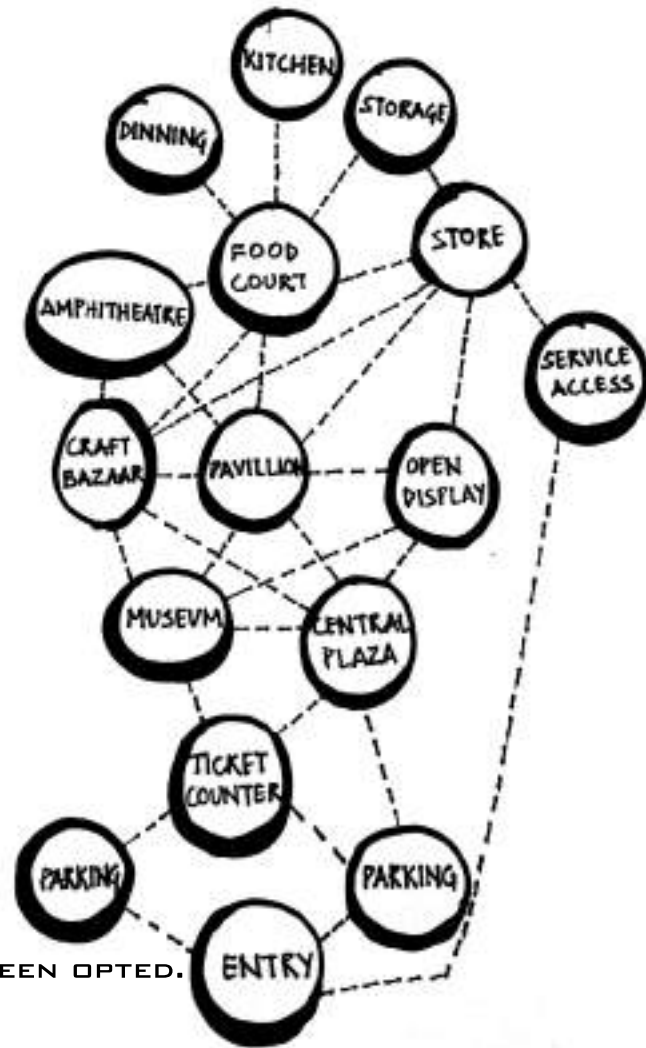 KITCHEN
DINNING
STORAGE
FOOD
COURT
STORE
AMPHITHEATRE
SERVICE
ACCESS
CRAFT
BAZAAR
PAVILLION
OPEN
DISPLAY
MUSEUM
CENTRAL
PLAZA
TICKET
COUNTER
PARKING
PARKING
ENTRY
EEN OPTED.